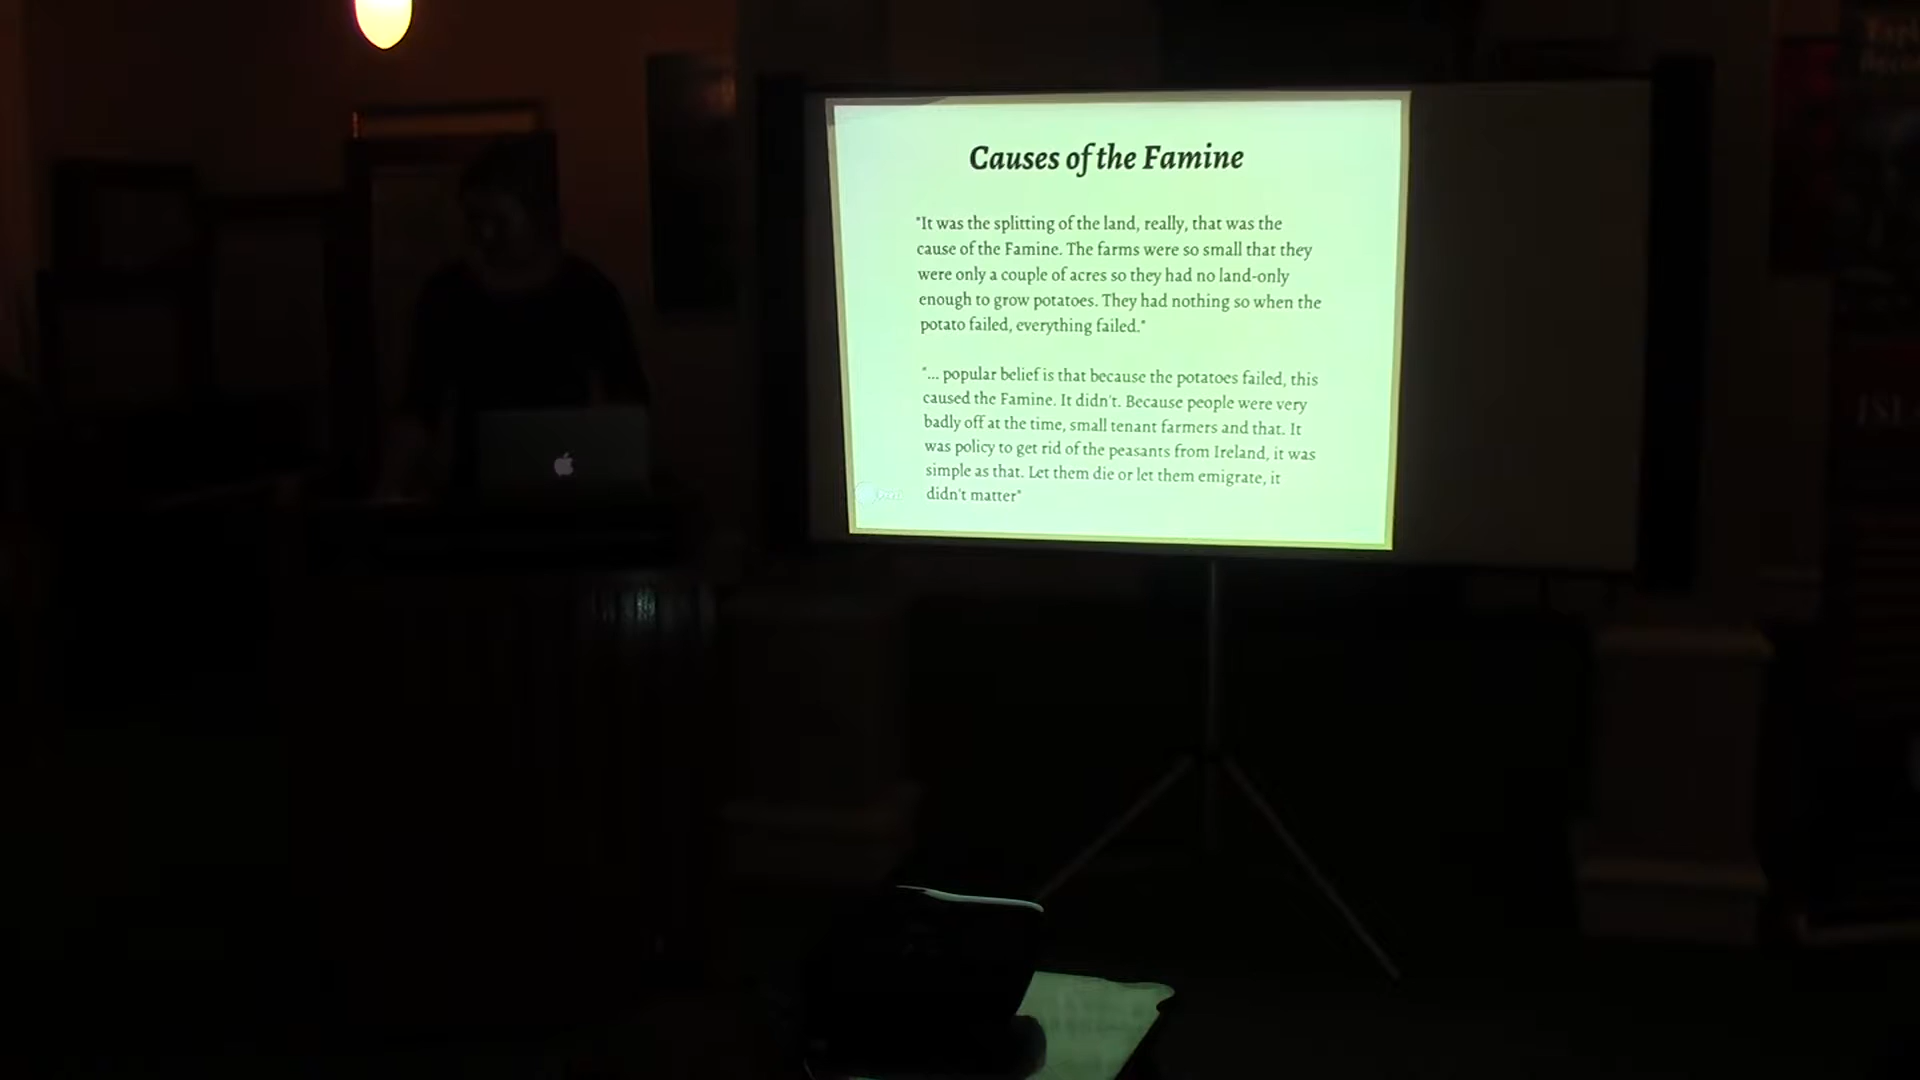 Causes of the Famine
"It was the splitting of the land, really, that was the
cause of the Famine. The farms were so small that they
were only a couple of acres so they had no land-only
enough to grow potatoes. They had nothing so when the
potato failed, everything failed."
"... popular belief is that because the potatoes failed, this
caused the Famine. It didn't. Because people were very
badly off at the time, small tenant farmers and that. It
was policy to get rid of the peasants from Ireland, it was
simple as that. Let them die or let them emigrate, it
didn't matter"